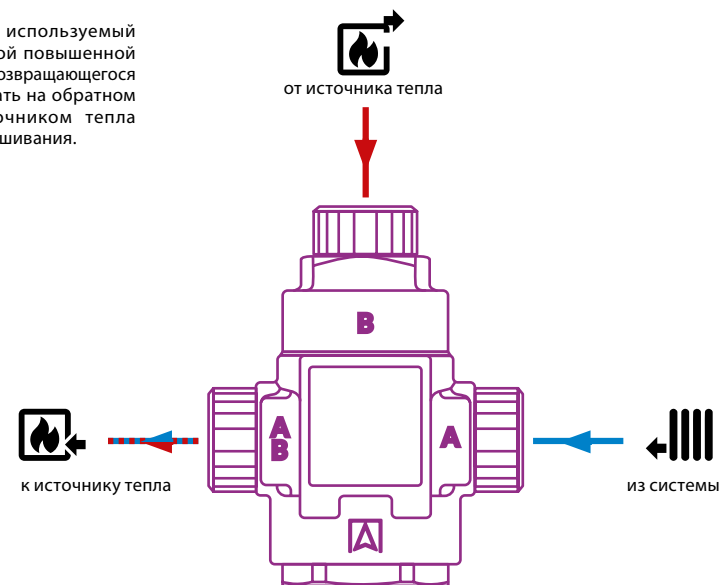 используемый
ой повышенной
озвращающегося
ать на обратном
очником тепла
шивания.
от источника тепла
B
A
B
A
к источнику тепла
из системы